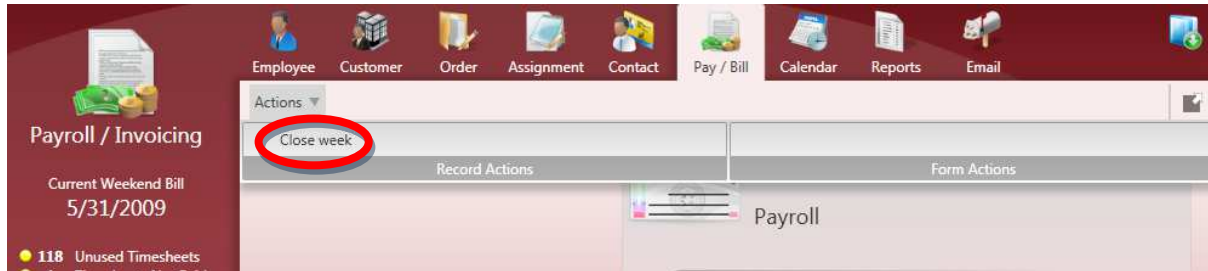 Employee Customer Order Assignment Contact Pay / Bill Calendar Reports Email
Actions
Payroll / Invoicing
Close week
Record Actions Form Actions
Current Weekend Bill
5/31/2009
Payroll
118 Unused Timesheets